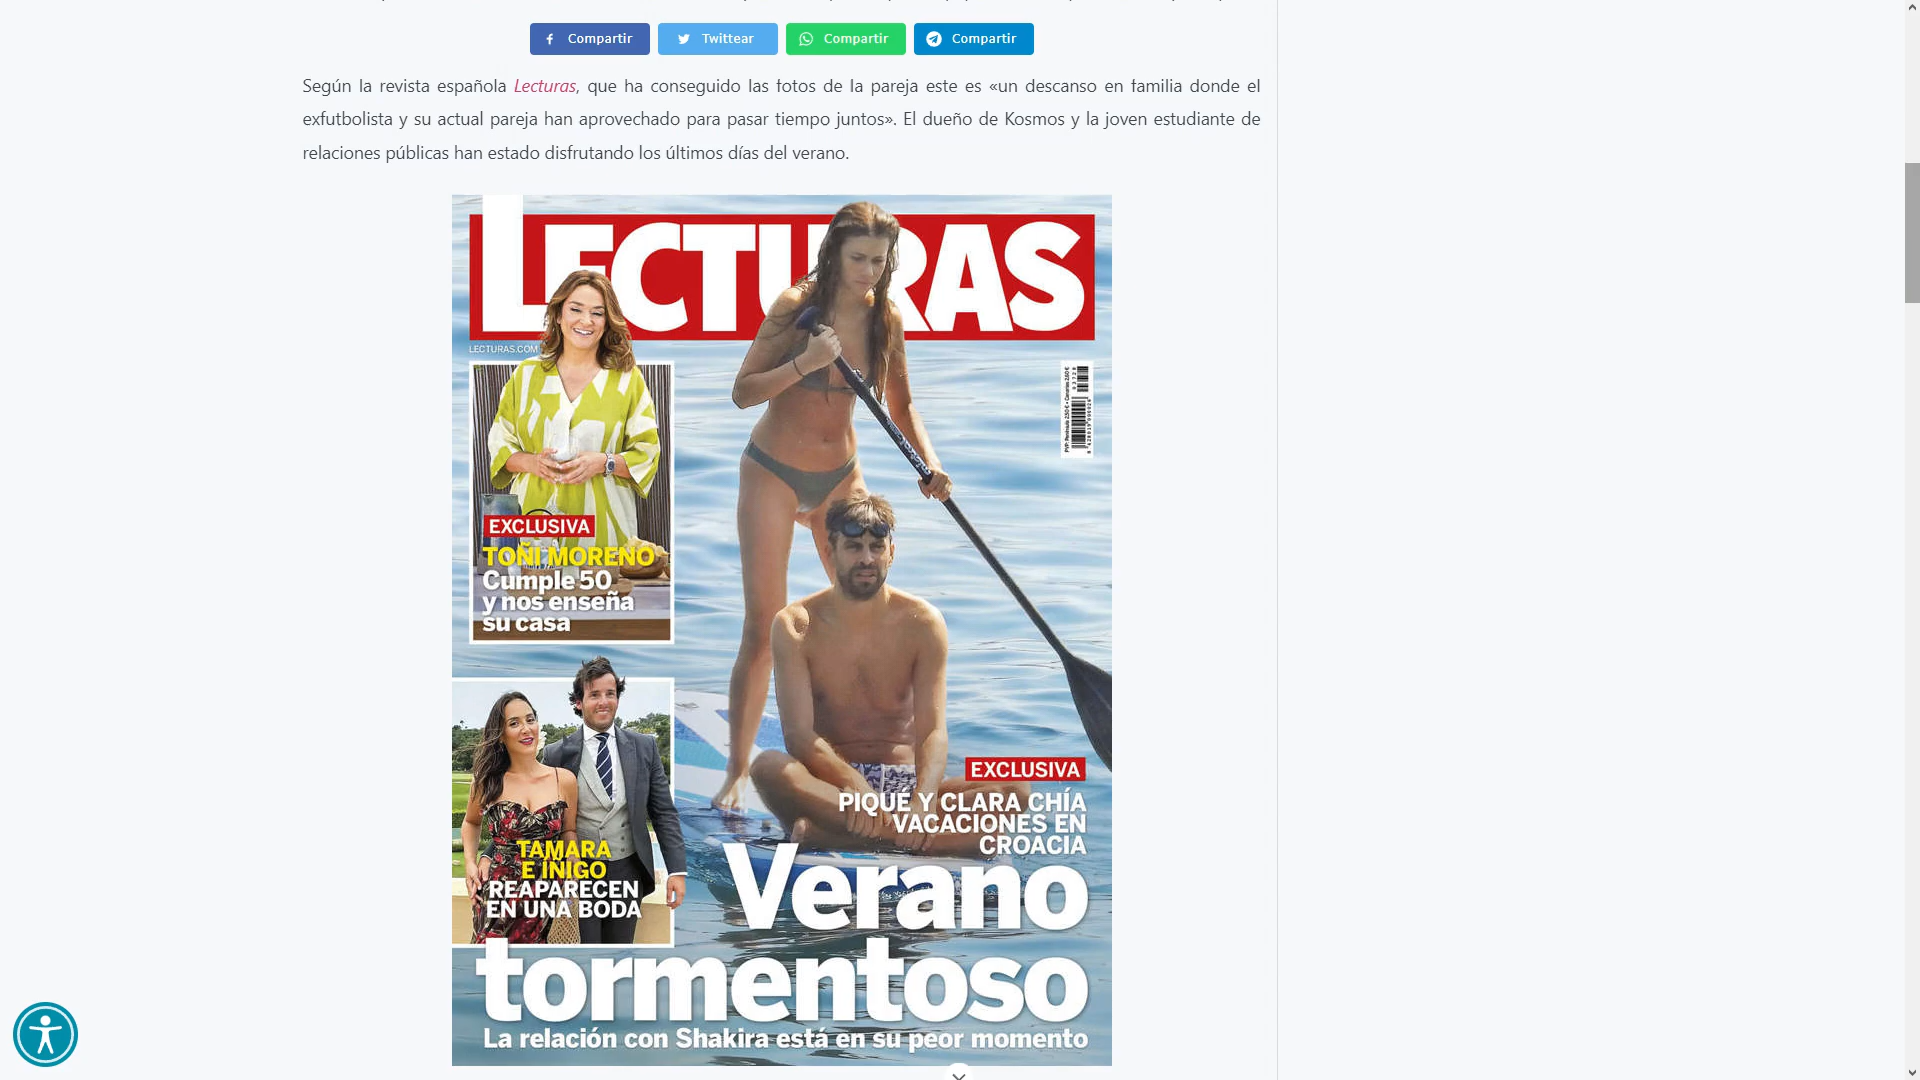 Compartir
Twittear
Compartir
Compartir
Según la revista española Lecturas, que ha conseguido las fotos de la pareja este es «un descanso en familia donde el
exfutbolista y su actual pareja han aprovechado para pasar tiempo juntos». El dueño de Kosmos y la joven estudiante de
relaciones públicas han estado disfrutando los últimos días del verano.
LECTURAS
LECTURAS.COM
EXCLUSIVA
TOÑI MORENO
Cumple 50
y nos enseña
su casa
TAMARA
E IÑIGO
REAPARECEN
EN UNA BODA
EXCLUSIVA
PIQUÉ Y CLARA CHÍA
VACACIONES EN
CROACIA
Verano
tormentoso
La relación con Shakira está en su peor momento